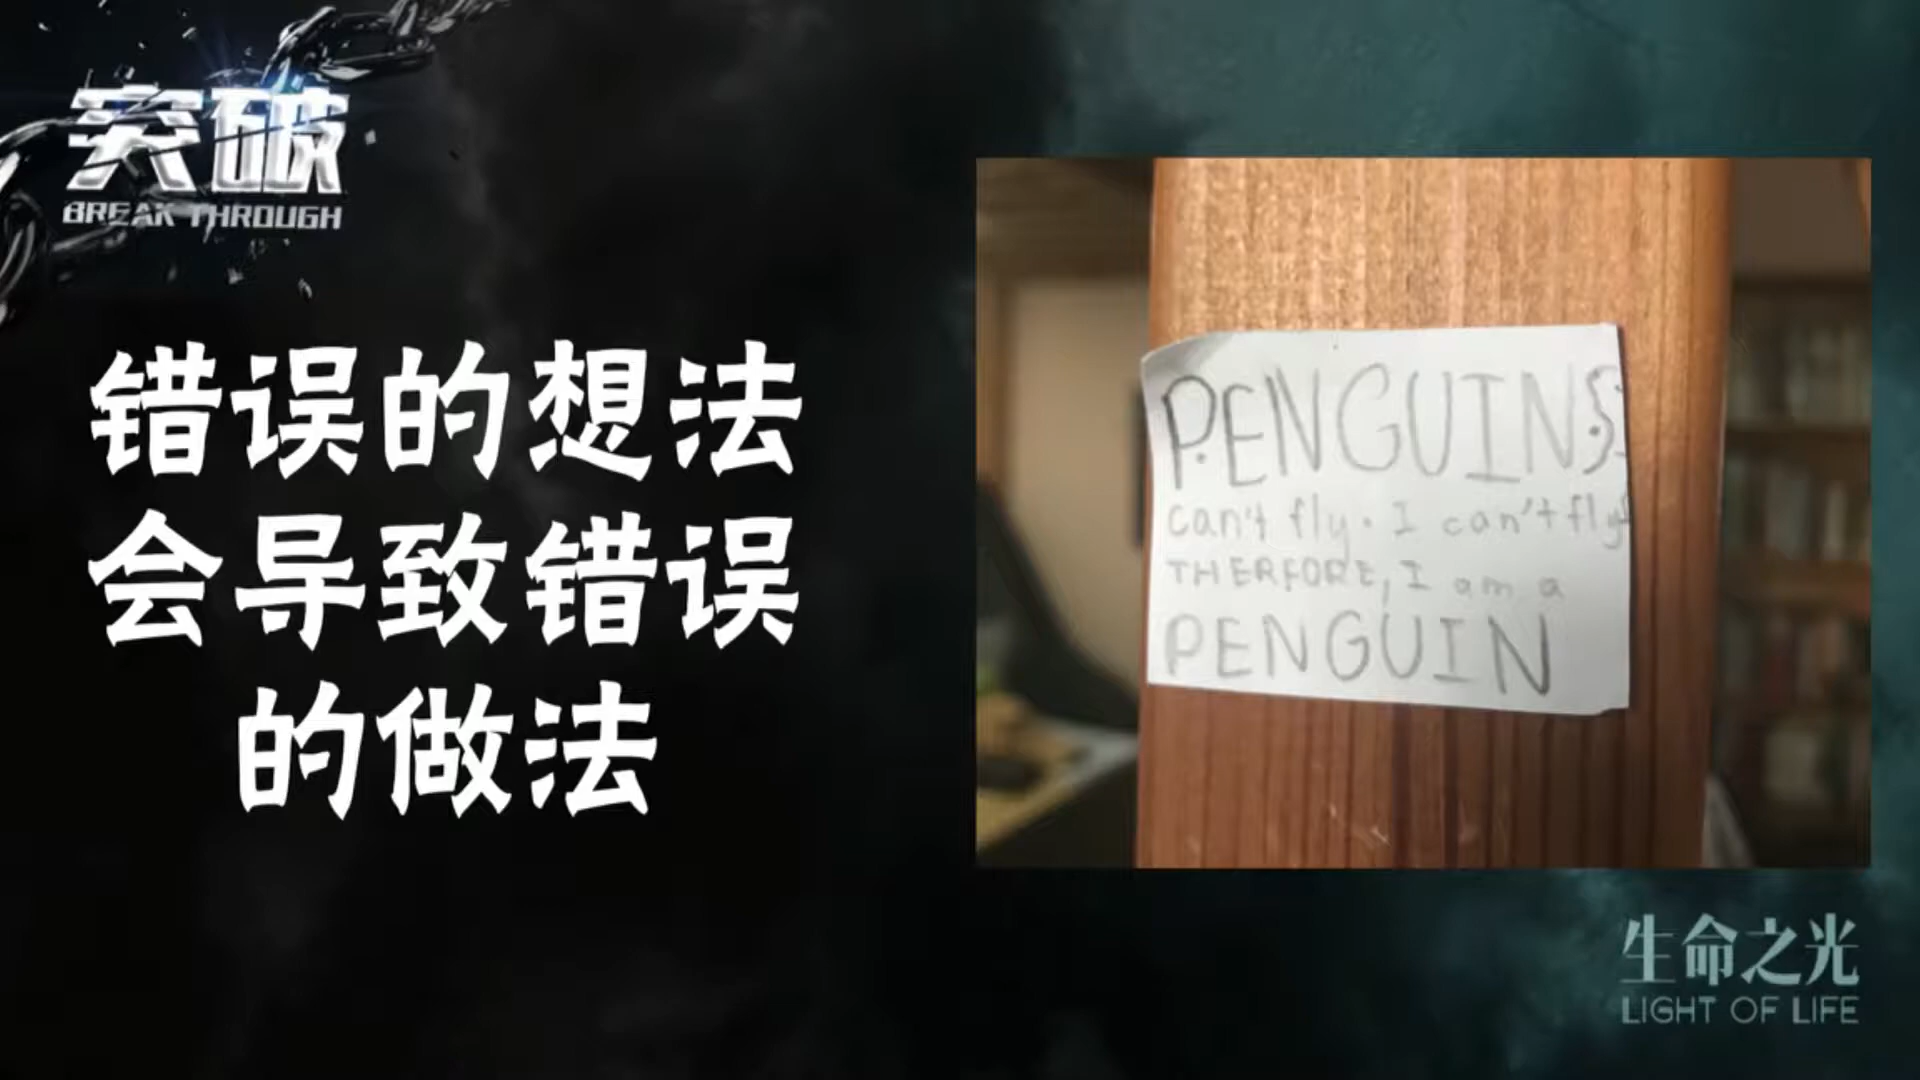 突破
BREAK THROUGH
错误的想法
会导致错误
的做法
PENGUINS
can't fly. I can't fly
THERFORE, I am a
PENGUIN
生命之光
LIGHT OF LIFE